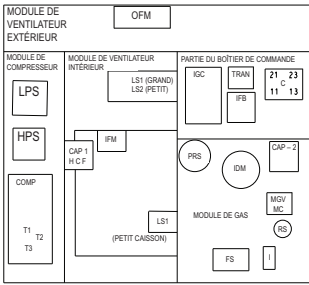 MODULE DE
VENTILATEUR
EXTÉRIEUR
OFM
MODULE DE
COMPRESSEUR
LPS
HPS
COMP
T1
T2
T3
MODULE DE VENTILATEUR
INTÉRIEUR
LS1 (GRAND)
LS2 (PETIT)
IFM
CAP 1
H C F
LS1
(PETIT CAISSON)
PARTIE DU BOÎTIER DE COMMANDE
IGC
TRAN
IFB
21 23
C
11 13
PRS
IDM
CAP – 2
MGV
MC
MODULE DE GAS
RS
FS
I